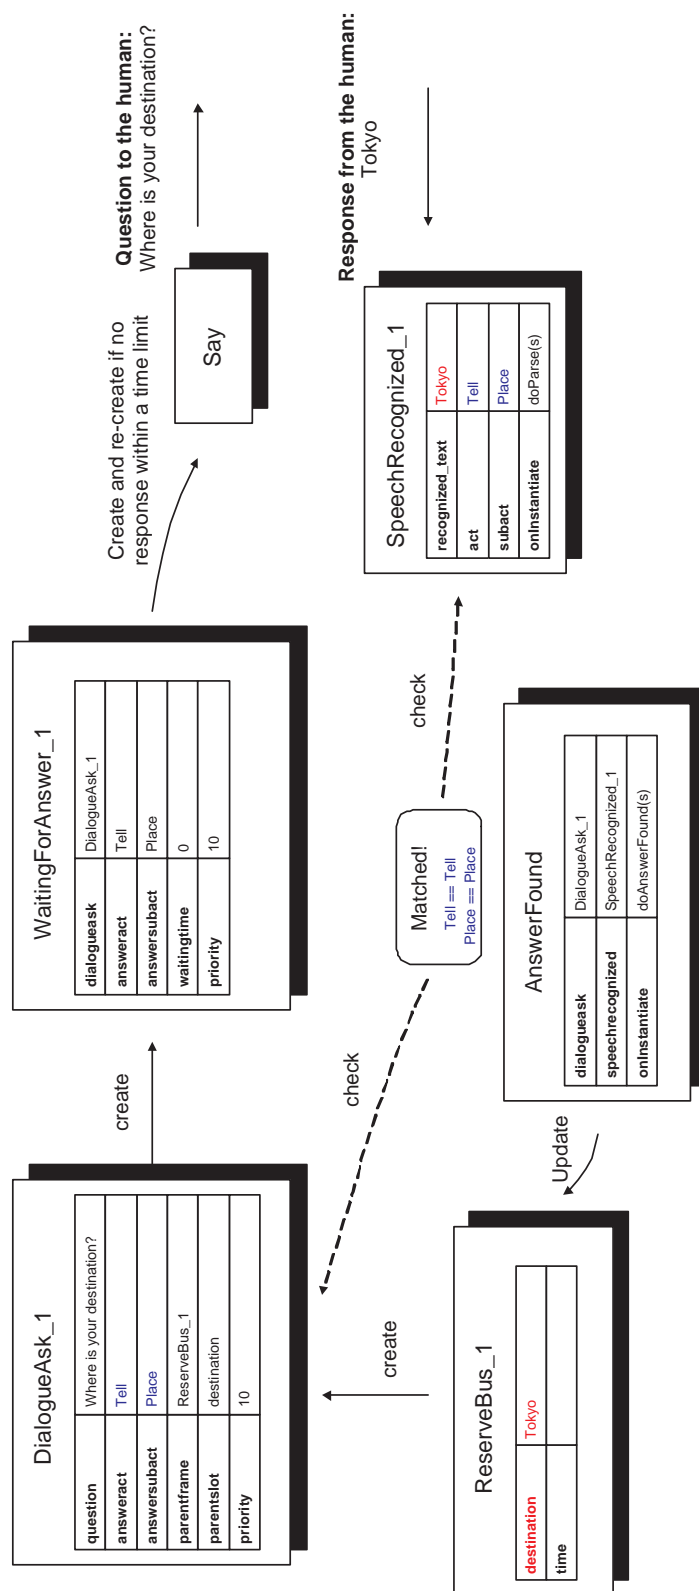 DialogueAsk_1
question Where is your destination?
answeract Tell
answersubact Place
parentframe ReserveBus_1
parentslot destination
priority 10
create
WaitingForAnswer_1
dialogueask DialogueAsk_1
answeract Tell
answersubact Place
waitingtime 0
priority 10
Create and re-create if no
response within a time limit
Say
Question to the human:
Where is your destination?
create
check
Matched!
Tell == Tell
Place == Place
check
Response from the human:
Tokyo
SpeechRecognized_1
recognized_text Tokyo
act Tell
subact Place
onInstantiate doParse(s)
ReserveBus_1
destination Tokyo
time
Update
AnswerFound
dialogueask DialogueAsk_1
speechrecognized SpeechRecognized_1
onInstantiate doAnswerFound(s)